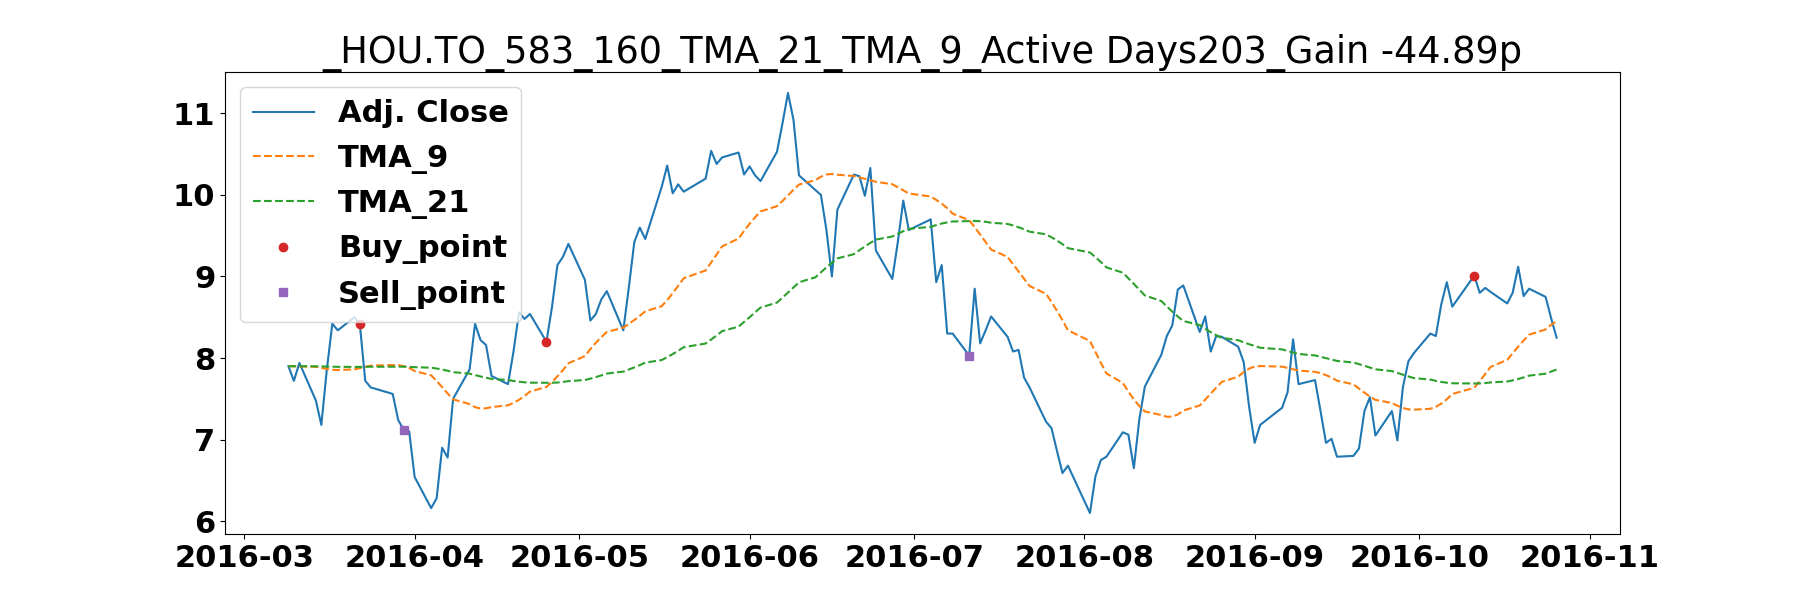 _HOU.TO_583_160_TMA_21_TMA_9_Active Days203_Gain -44.89p
Adj. Close
TMA_9
TMA_21
Buy_point
Sell_point
11
10
9
8
7
6
2016-03 2016-04 2016-05 2016-06 2016-07 2016-08 2016-09 2016-10 2016-11